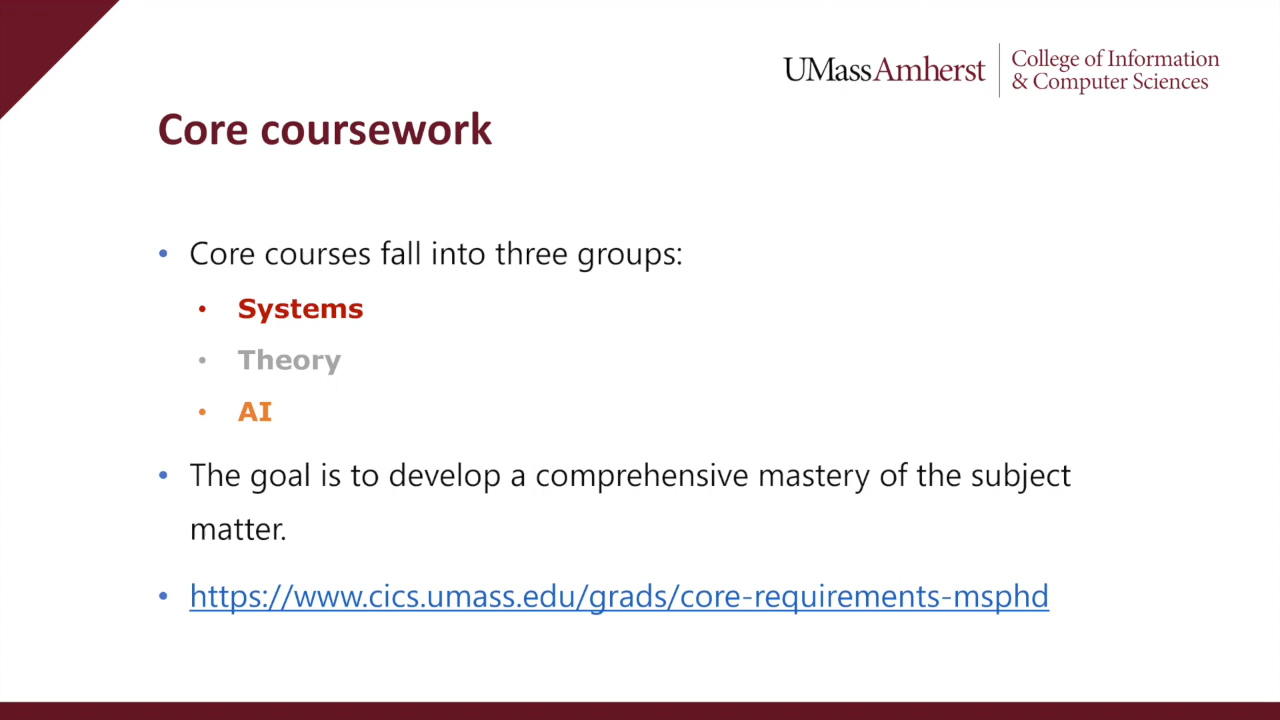 UMassAmherst
College of Information
& Computer Sciences
Core coursework
• Core courses fall into three groups:
• Systems
• Theory
• AI
• The goal is to develop a comprehensive mastery of the subject
matter.
• https://www.cics.umass.edu/grads/core-requirements-msphd